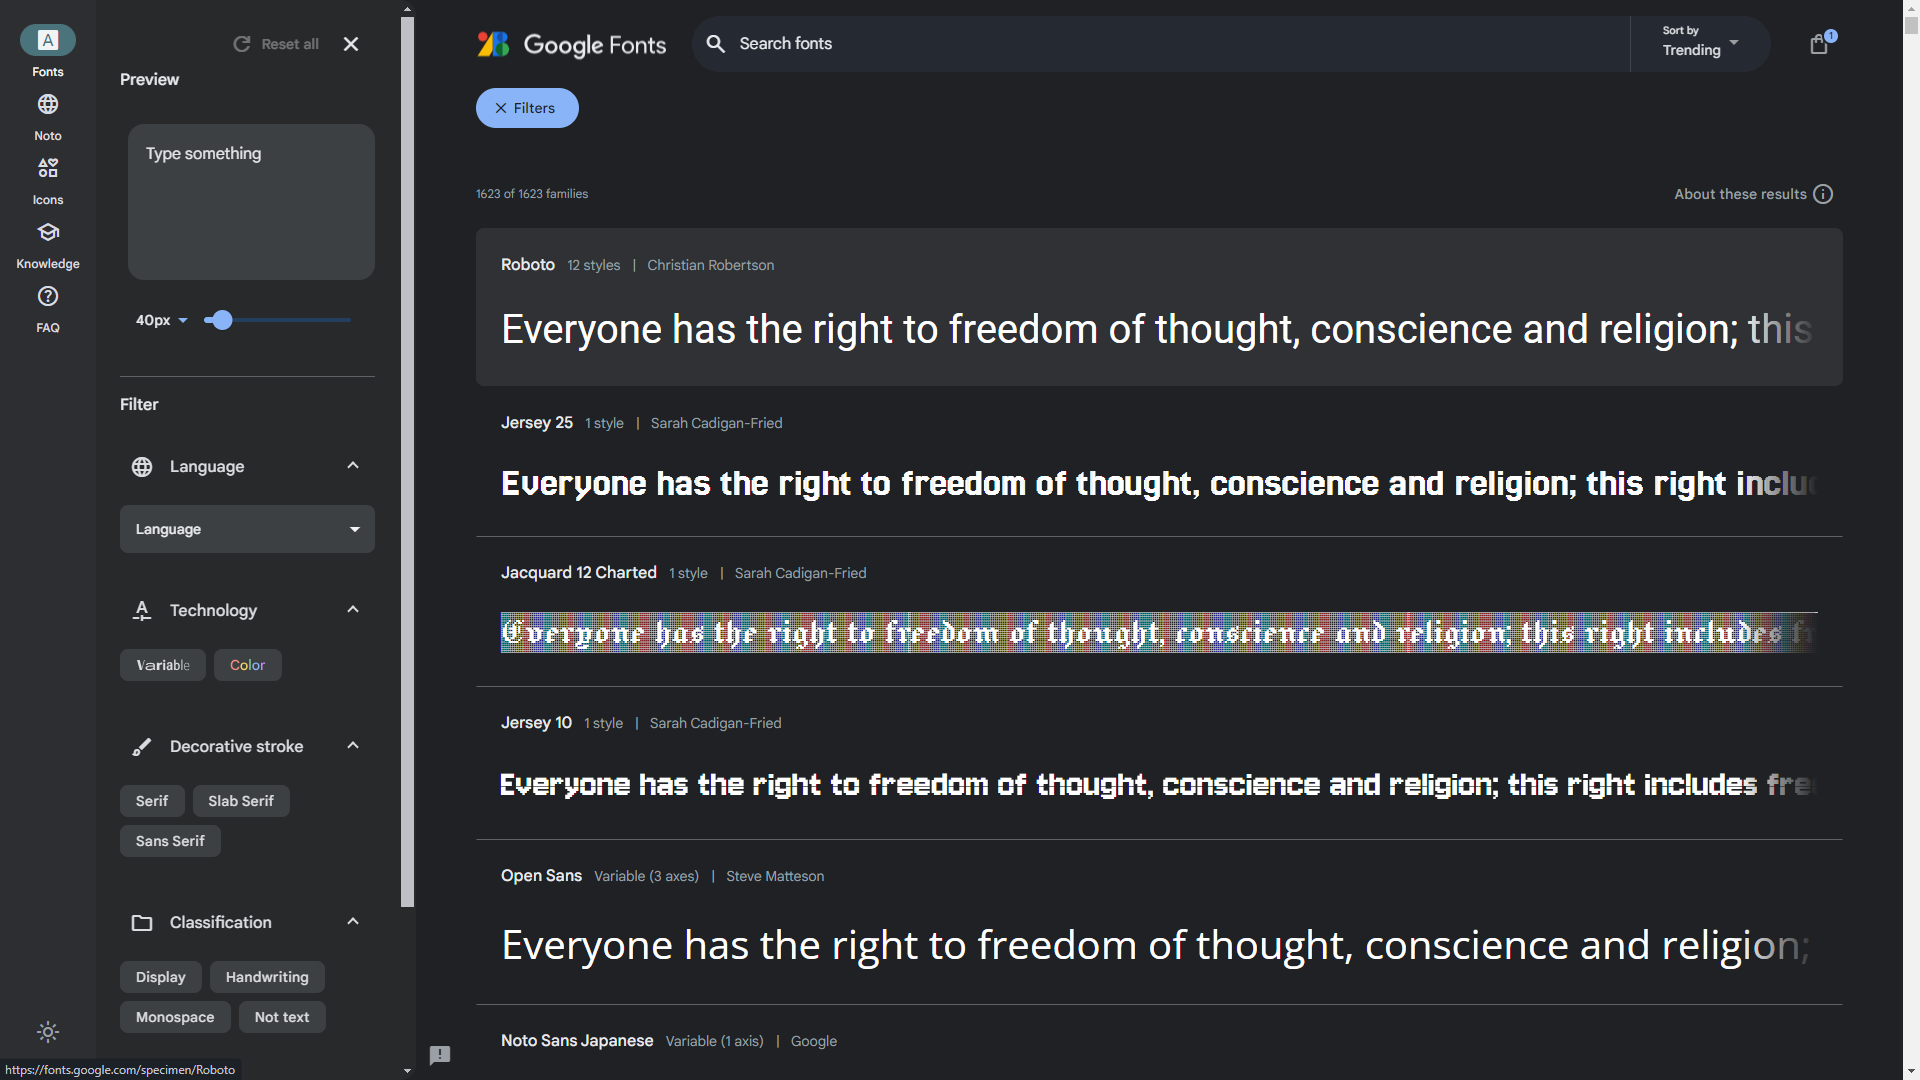 A
Fonts
Noto
Icons
Knowledge
FAQ
Reset all
Preview
Type something
40px
Filter
Language
Language
Technology
Variable
Color
Decorative stroke
Serif
Slab Serif
Sans Serif
Classification
Display
Handwriting
Monospace
Not text
https://fonts.google.com/specimen/Roboto
Google Fonts
Search fonts
Sort by
Trending
1
Filters
1623 of 1623 families
About these results
Roboto 12 styles | Christian Robertson
Everyone has the right to freedom of thought, conscience and religion; this
Jersey 25 1 style | Sarah Cadigan-Fried
Everyone has the right to freedom of thought, conscience and religion; this right includ
Jacquard 12 Charted 1 style | Sarah Cadigan-Fried
Everyone has the right to freedom of thought, conscience and religion; this right includes fr
Jersey 10 1 style | Sarah Cadigan-Fried
Everyone has the right to freedom of thought, conscience and religion; this right includes free
Open Sans Variable (3 axes) | Steve Matteson
Everyone has the right to freedom of thought, conscience and religion;
Noto Sans Japanese Variable (1 axis) | Google